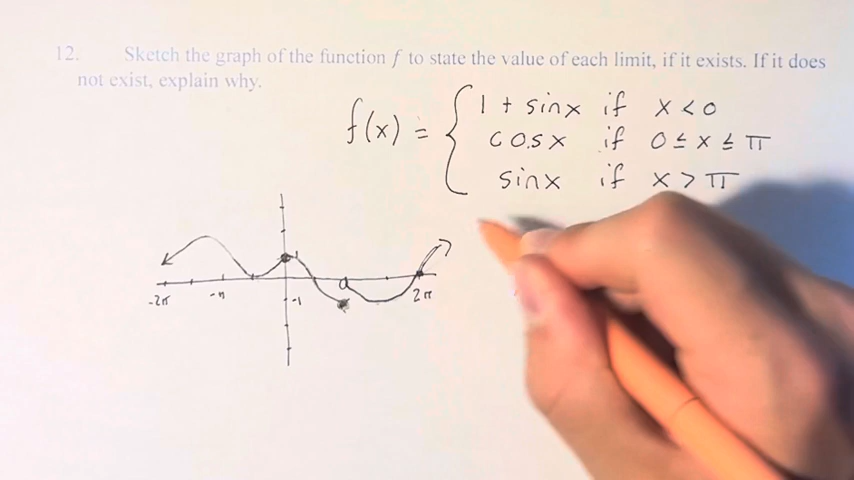 12. Sketch the graph of the function f to state the value of each limit, if it exists. If it does
not exist, explain why.
f(x) = { 1 + sinx if x < 0
cosx if 0 ≤ x ≤ π
sinx if x > π
1
-2π -π -1 2π